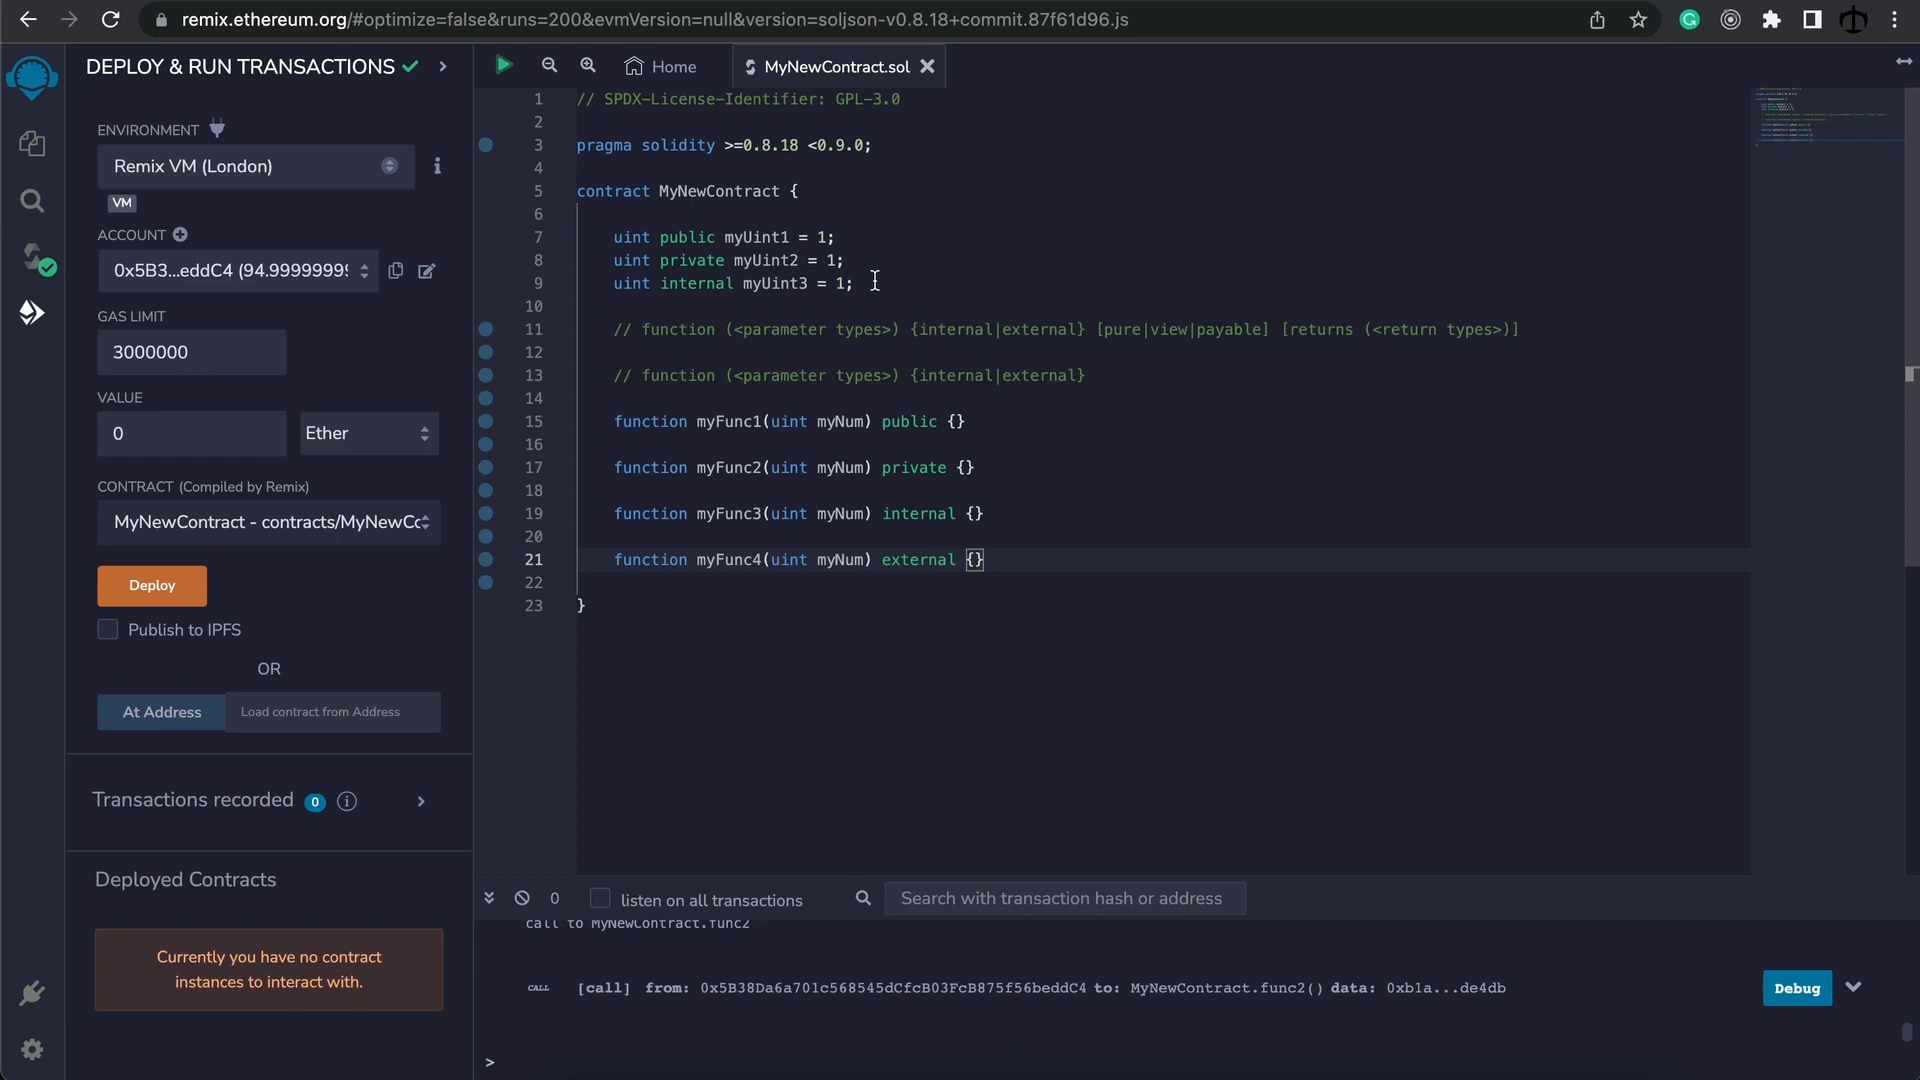 remix.ethereum.org/#optimize=false&runs=200&evmVersion=null&version=soljson-v0.8.18+commit.87f61d96.js
DEPLOY & RUN TRANSACTIONS
ENVIRONMENT
Remix VM (London)
VM
ACCOUNT
0x5B3...eddC4 (94.9999999
GAS LIMIT
3000000
VALUE
0
Ether
CONTRACT (Compiled by Remix)
MyNewContract - contracts/MyNewCo
Deploy
Publish to IPFS
OR
At Address
Load contract from Address
Transactions recorded 0 i
Deployed Contracts
Currently you have no contract
instances to interact with.
Home
MyNewContract.sol
1 // SPDX-License-Identifier: GPL-3.0
2
3 pragma solidity >=0.8.18 <0.9.0;
4
5 contract MyNewContract {
6
7 uint public myUint1 = 1;
8 uint private myUint2 = 1;
9 uint internal myUint3 = 1;
10
11 // function (<parameter types>) {internal|external} [pure|view|payable] [returns (<return types>)]
12
13 // function (<parameter types>) {internal|external}
14
15 function myFunc1(uint myNum) public {}
16
17 function myFunc2(uint myNum) private {}
18
19 function myFunc3(uint myNum) internal {}
20
21 function myFunc4(uint myNum) external {}
22
23 }
0
listen on all transactions
Search with transaction hash or address
call to MyNewContract.func2
CALL [call] from: 0x5B38Da6a701c568545dCfcB03FcB875f56beddC4 to: MyNewContract.func2() data: 0xb1a...de4db
Debug
>